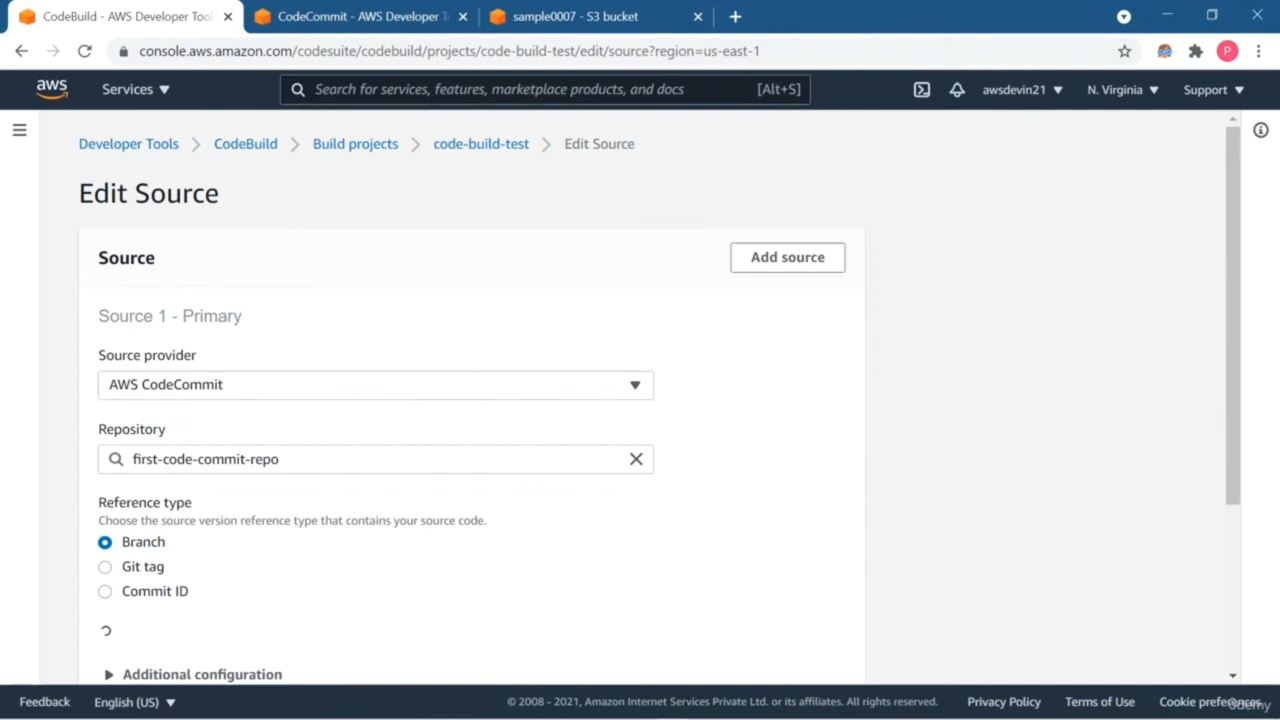 CodeBuild - AWS Developer Tool
CodeCommit - AWS Developer T
sample0007 - S3 bucket
console.aws.amazon.com/codesuite/codebuild/projects/code-build-test/edit/source?region=us-east-1
P
aws
Services
Search for services, features, marketplace products, and docs
[Alt+S]
awsdevin21
N. Virginia
Support
Developer Tools
CodeBuild
Build projects
code-build-test
Edit Source
Edit Source
Source
Add source
Source 1 - Primary
Source provider
AWS CodeCommit
Repository
first-code-commit-repo
Reference type
Choose the source version reference type that contains your source code.
Branch
Git tag
Commit ID
Additional configuration
Feedback
English (US)
© 2008 - 2021, Amazon Internet Services Private Ltd. or its affiliates. All rights reserved.
Privacy Policy
Terms of Use
Cookie preferences
Udemy